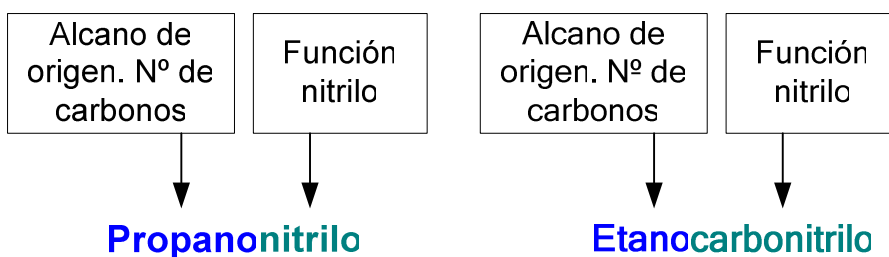 Alcano de
origen. Nº de
carbonos
Función
nitrilo
Propanonitrilo
Alcano de
origen. Nº de
carbonos
Función
nitrilo
Etanocarbonitrilo